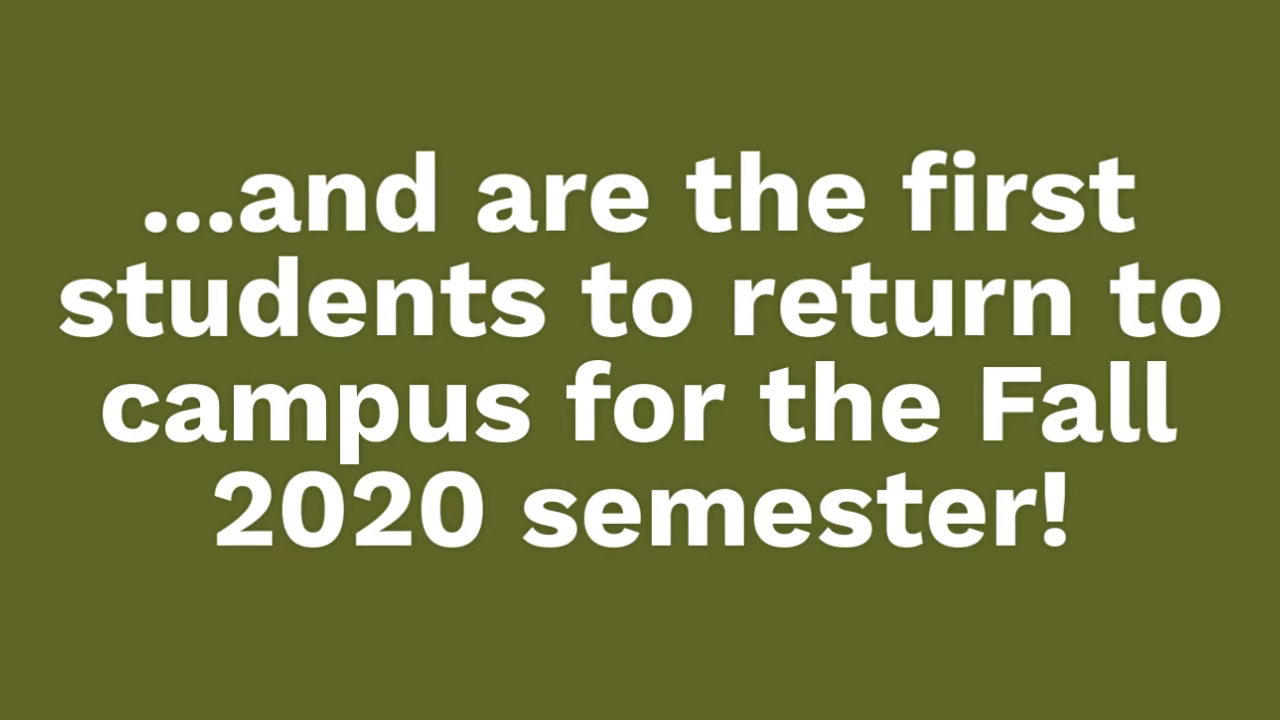 ...and are the first
students to return to
campus for the Fall
2020 semester!